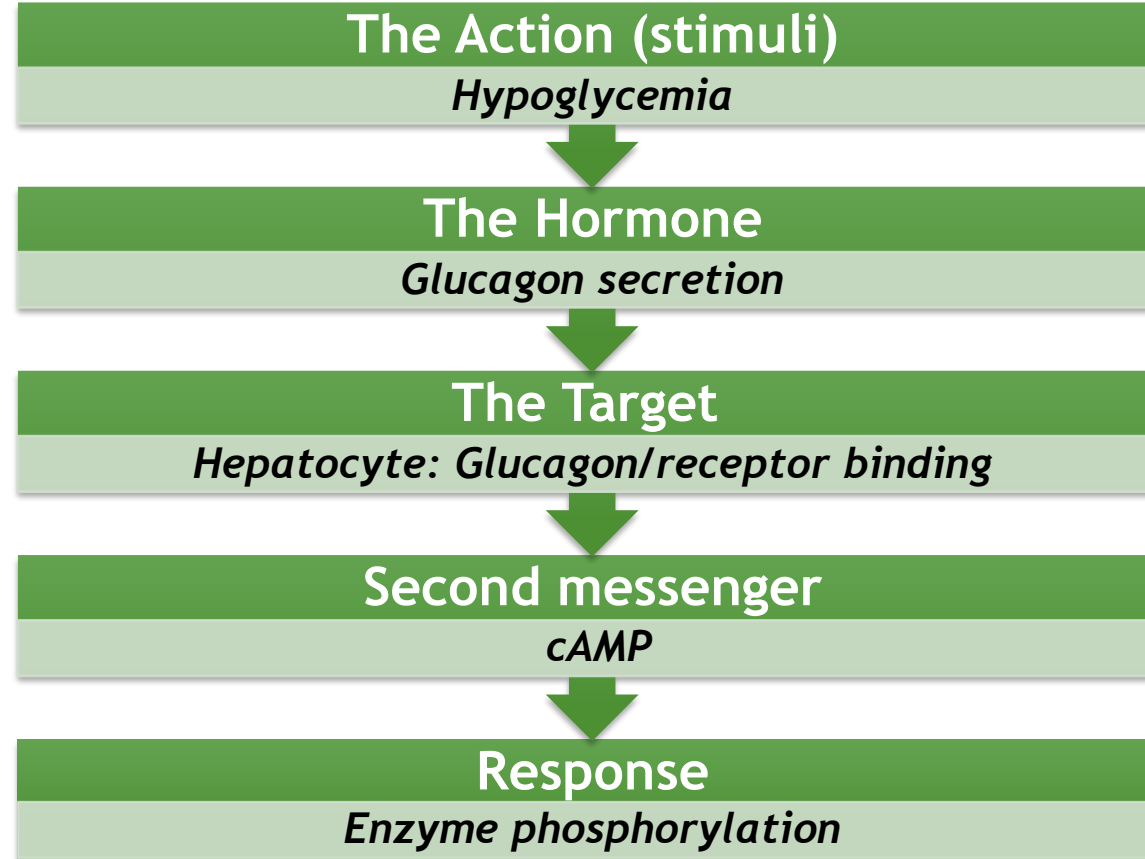 The Action (stimuli)
Hypoglycemia
The Hormone
Glucagon secretion
The Target
Hepatocyte: Glucagon/receptor binding
Second messenger
cAMP
Response
Enzyme phosphorylation